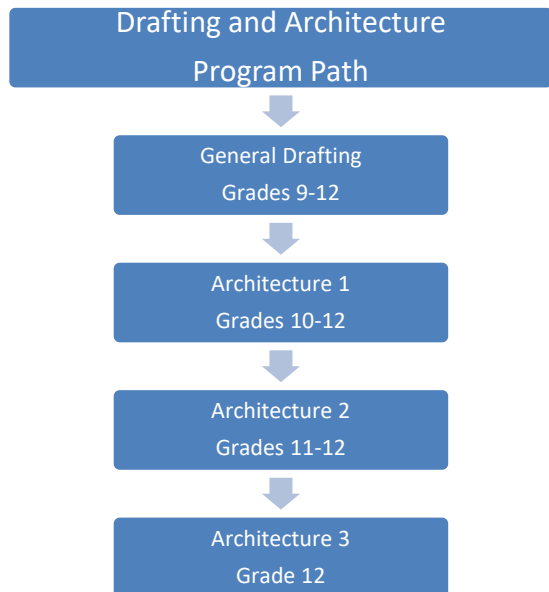 Drafting and Architecture
Program Path
General Drafting
Grades 9-12
Architecture 1
Grades 10-12
Architecture 2
Grades 11-12
Architecture 3
Grade 12